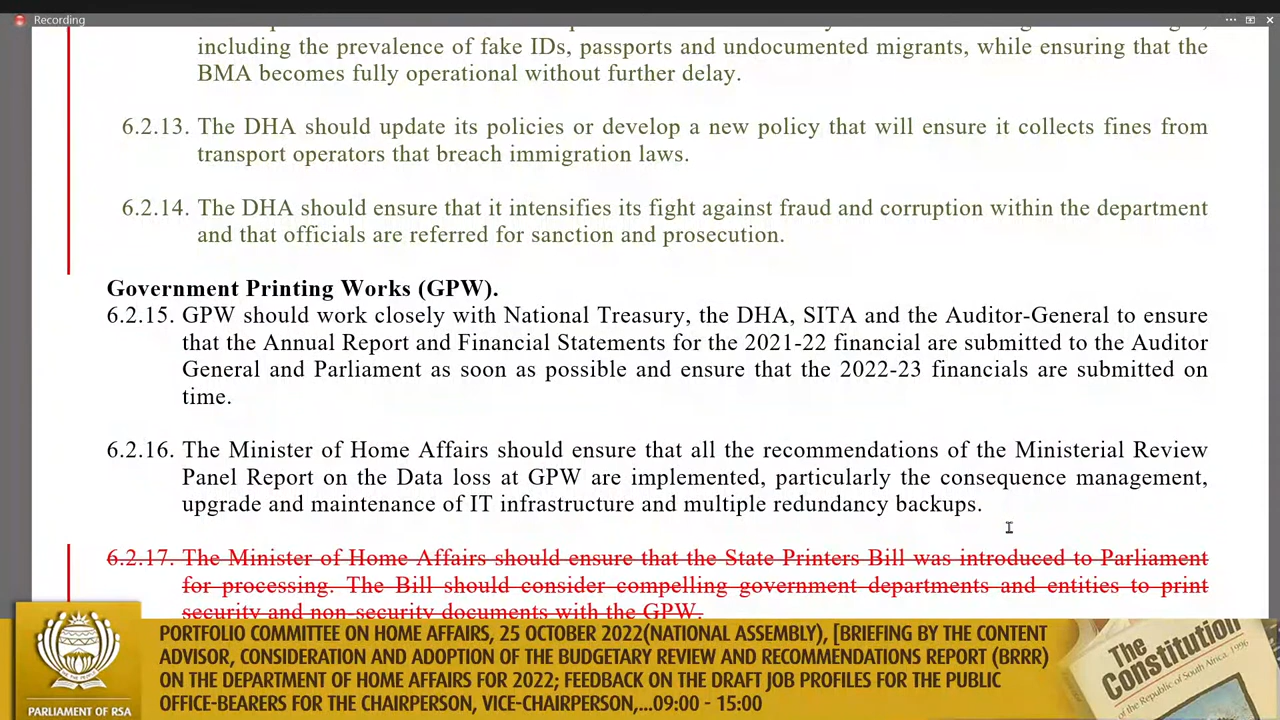 Recording
including the prevalence of fake IDs, passports and undocumented migrants, while ensuring that the
BMA becomes fully operational without further delay.
6.2.13. The DHA should update its policies or develop a new policy that will ensure it collects fines from
transport operators that breach immigration laws.
6.2.14. The DHA should ensure that it intensifies its fight against fraud and corruption within the department
and that officials are referred for sanction and prosecution.
Government Printing Works (GPW).
6.2.15. GPW should work closely with National Treasury, the DHA, SITA and the Auditor-General to ensure
that the Annual Report and Financial Statements for the 2021-22 financial are submitted to the Auditor
General and Parliament as soon as possible and ensure that the 2022-23 financials are submitted on
time.
6.2.16. The Minister of Home Affairs should ensure that all the recommendations of the Ministerial Review
Panel Report on the Data loss at GPW are implemented, particularly the consequence management,
upgrade and maintenance of IT infrastructure and multiple redundancy backups.
6.2.17. The Minister of Home Affairs should ensure that the State Printers Bill was introduced to Parliament
for processing. The Bill should consider compelling government departments and entities to print
security and non security documents with the GPW.
PORTFOLIO COMMITTEE ON HOME AFFAIRS, 25 OCTOBER 2022(NATIONAL ASSEMBLY), [BRIEFING BY THE CONTENT
ADVISOR, CONSIDERATION AND ADOPTION OF THE BUDGETARY REVIEW AND RECOMMENDATIONS REPORT (BRRR)
ON THE DEPARTMENT OF HOME AFFAIRS FOR 2022; FEEDBACK ON THE DRAFT JOB PROFILES FOR THE PUBLIC
OFFICE-BEARERS FOR THE CHAIRPERSON, VICE-CHAIRPERSON,...09:00 - 15:00
PARLIAMENT OF RSA
The
Constitution
of the Republic of South Africa, 1996